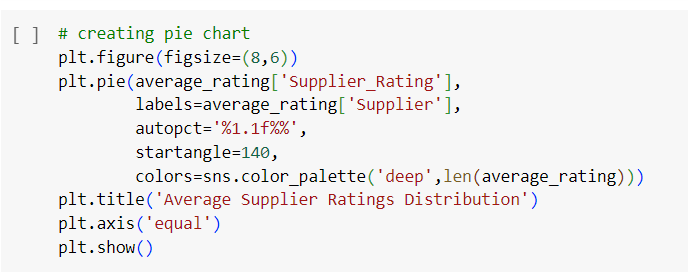 [ ] # creating pie chart
plt.figure(figsize=(8,6))
plt.pie(average_rating['Supplier_Rating'],
        labels=average_rating['Supplier'],
        autopct='%1.1f%%',
        startangle=140,
        colors=sns.color_palette('deep',len(average_rating)))
plt.title('Average Supplier Ratings Distribution')
plt.axis('equal')
plt.show()